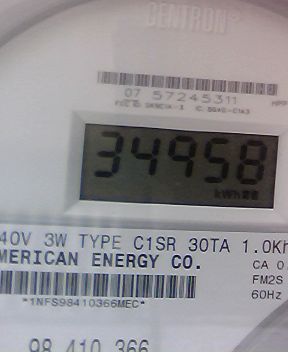 CENTRON®
07 57245311
34958
kWh
40V 3W TYPE C1SR 30TA 1.0Kh
MERICAN ENERGY CO.
CA 0.
FM2S
60Hz
*1NFS98410366MEC*
98 410 366